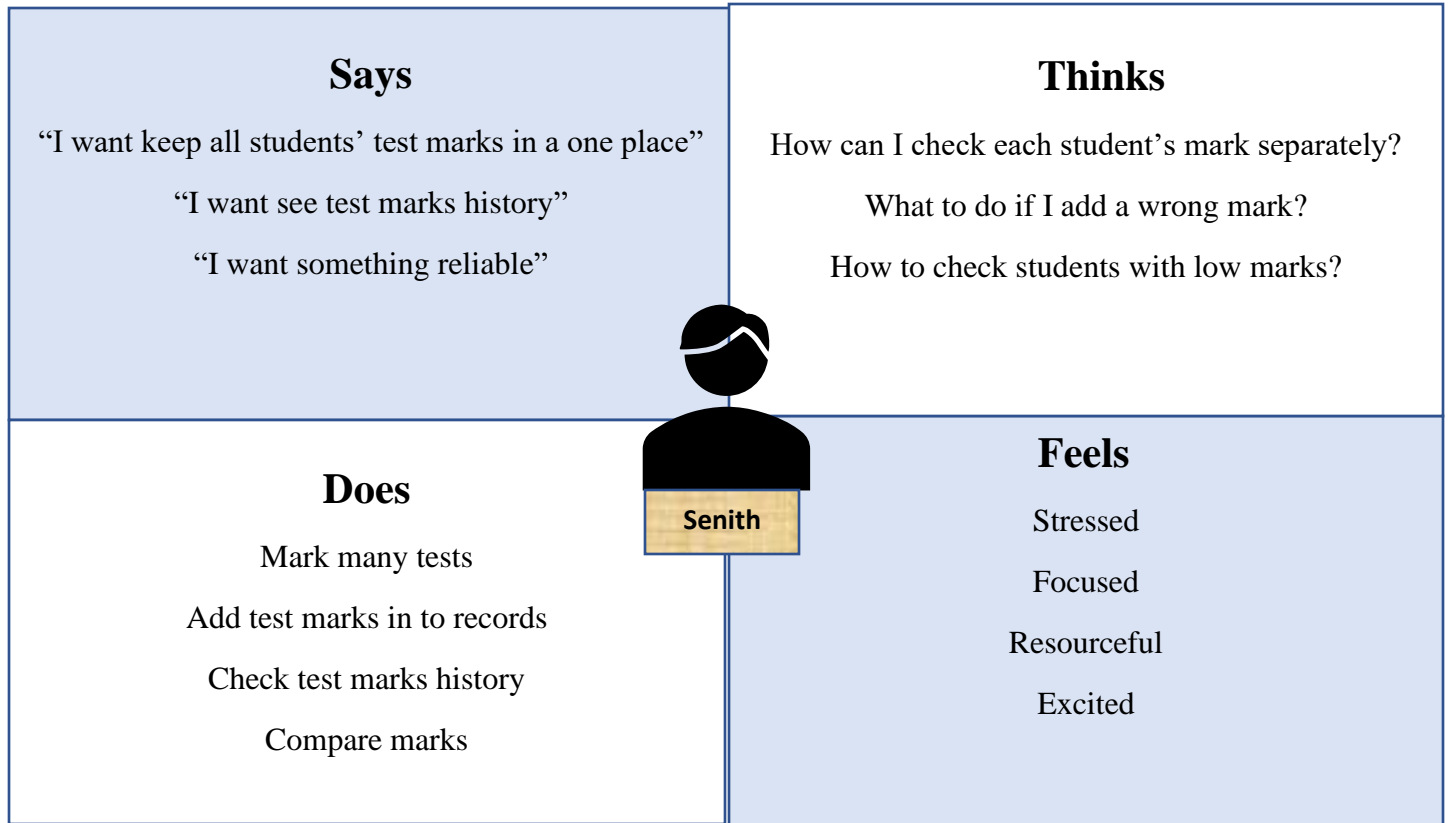 Says
“I want keep all students’ test marks in a one place”
“I want see test marks history”
“I want something reliable”
Thinks
How can I check each student’s mark separately?
What to do if I add a wrong mark?
How to check students with low marks?
Does
Mark many tests
Add test marks in to records
Check test marks history
Compare marks
Senith
Feels
Stressed
Focused
Resourceful
Excited